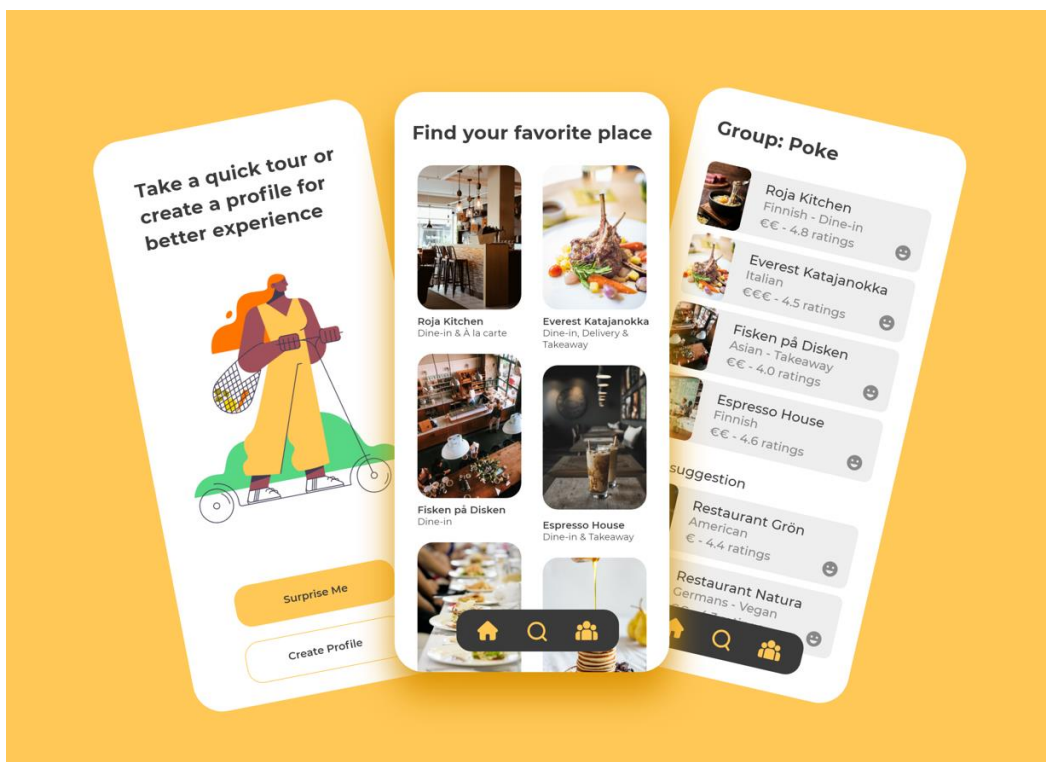 Take a quick tour or
create a profile for
better experience
Surprise Me
Create Profile
Find your favorite place
Roja Kitchen
Dine-in & À la carte
Everest Katajanokka
Dine-in, Delivery &
Takeaway
Fisken på Disken
Dine-in
Espresso House
Dine-in & Takeaway
Group: Poke
Roja Kitchen
Finnish - Dine-in
€€ - 4.8 ratings
Everest Katajanokka
Italian
€€€ - 4.5 ratings
Fisken på Disken
Asian - Takeaway
€€ - 4.0 ratings
Espresso House
Finnish
€€ - 4.6 ratings
suggestion
Restaurant Grön
American
€ - 4.4 ratings
Restaurant Natura
Germans - Vegan